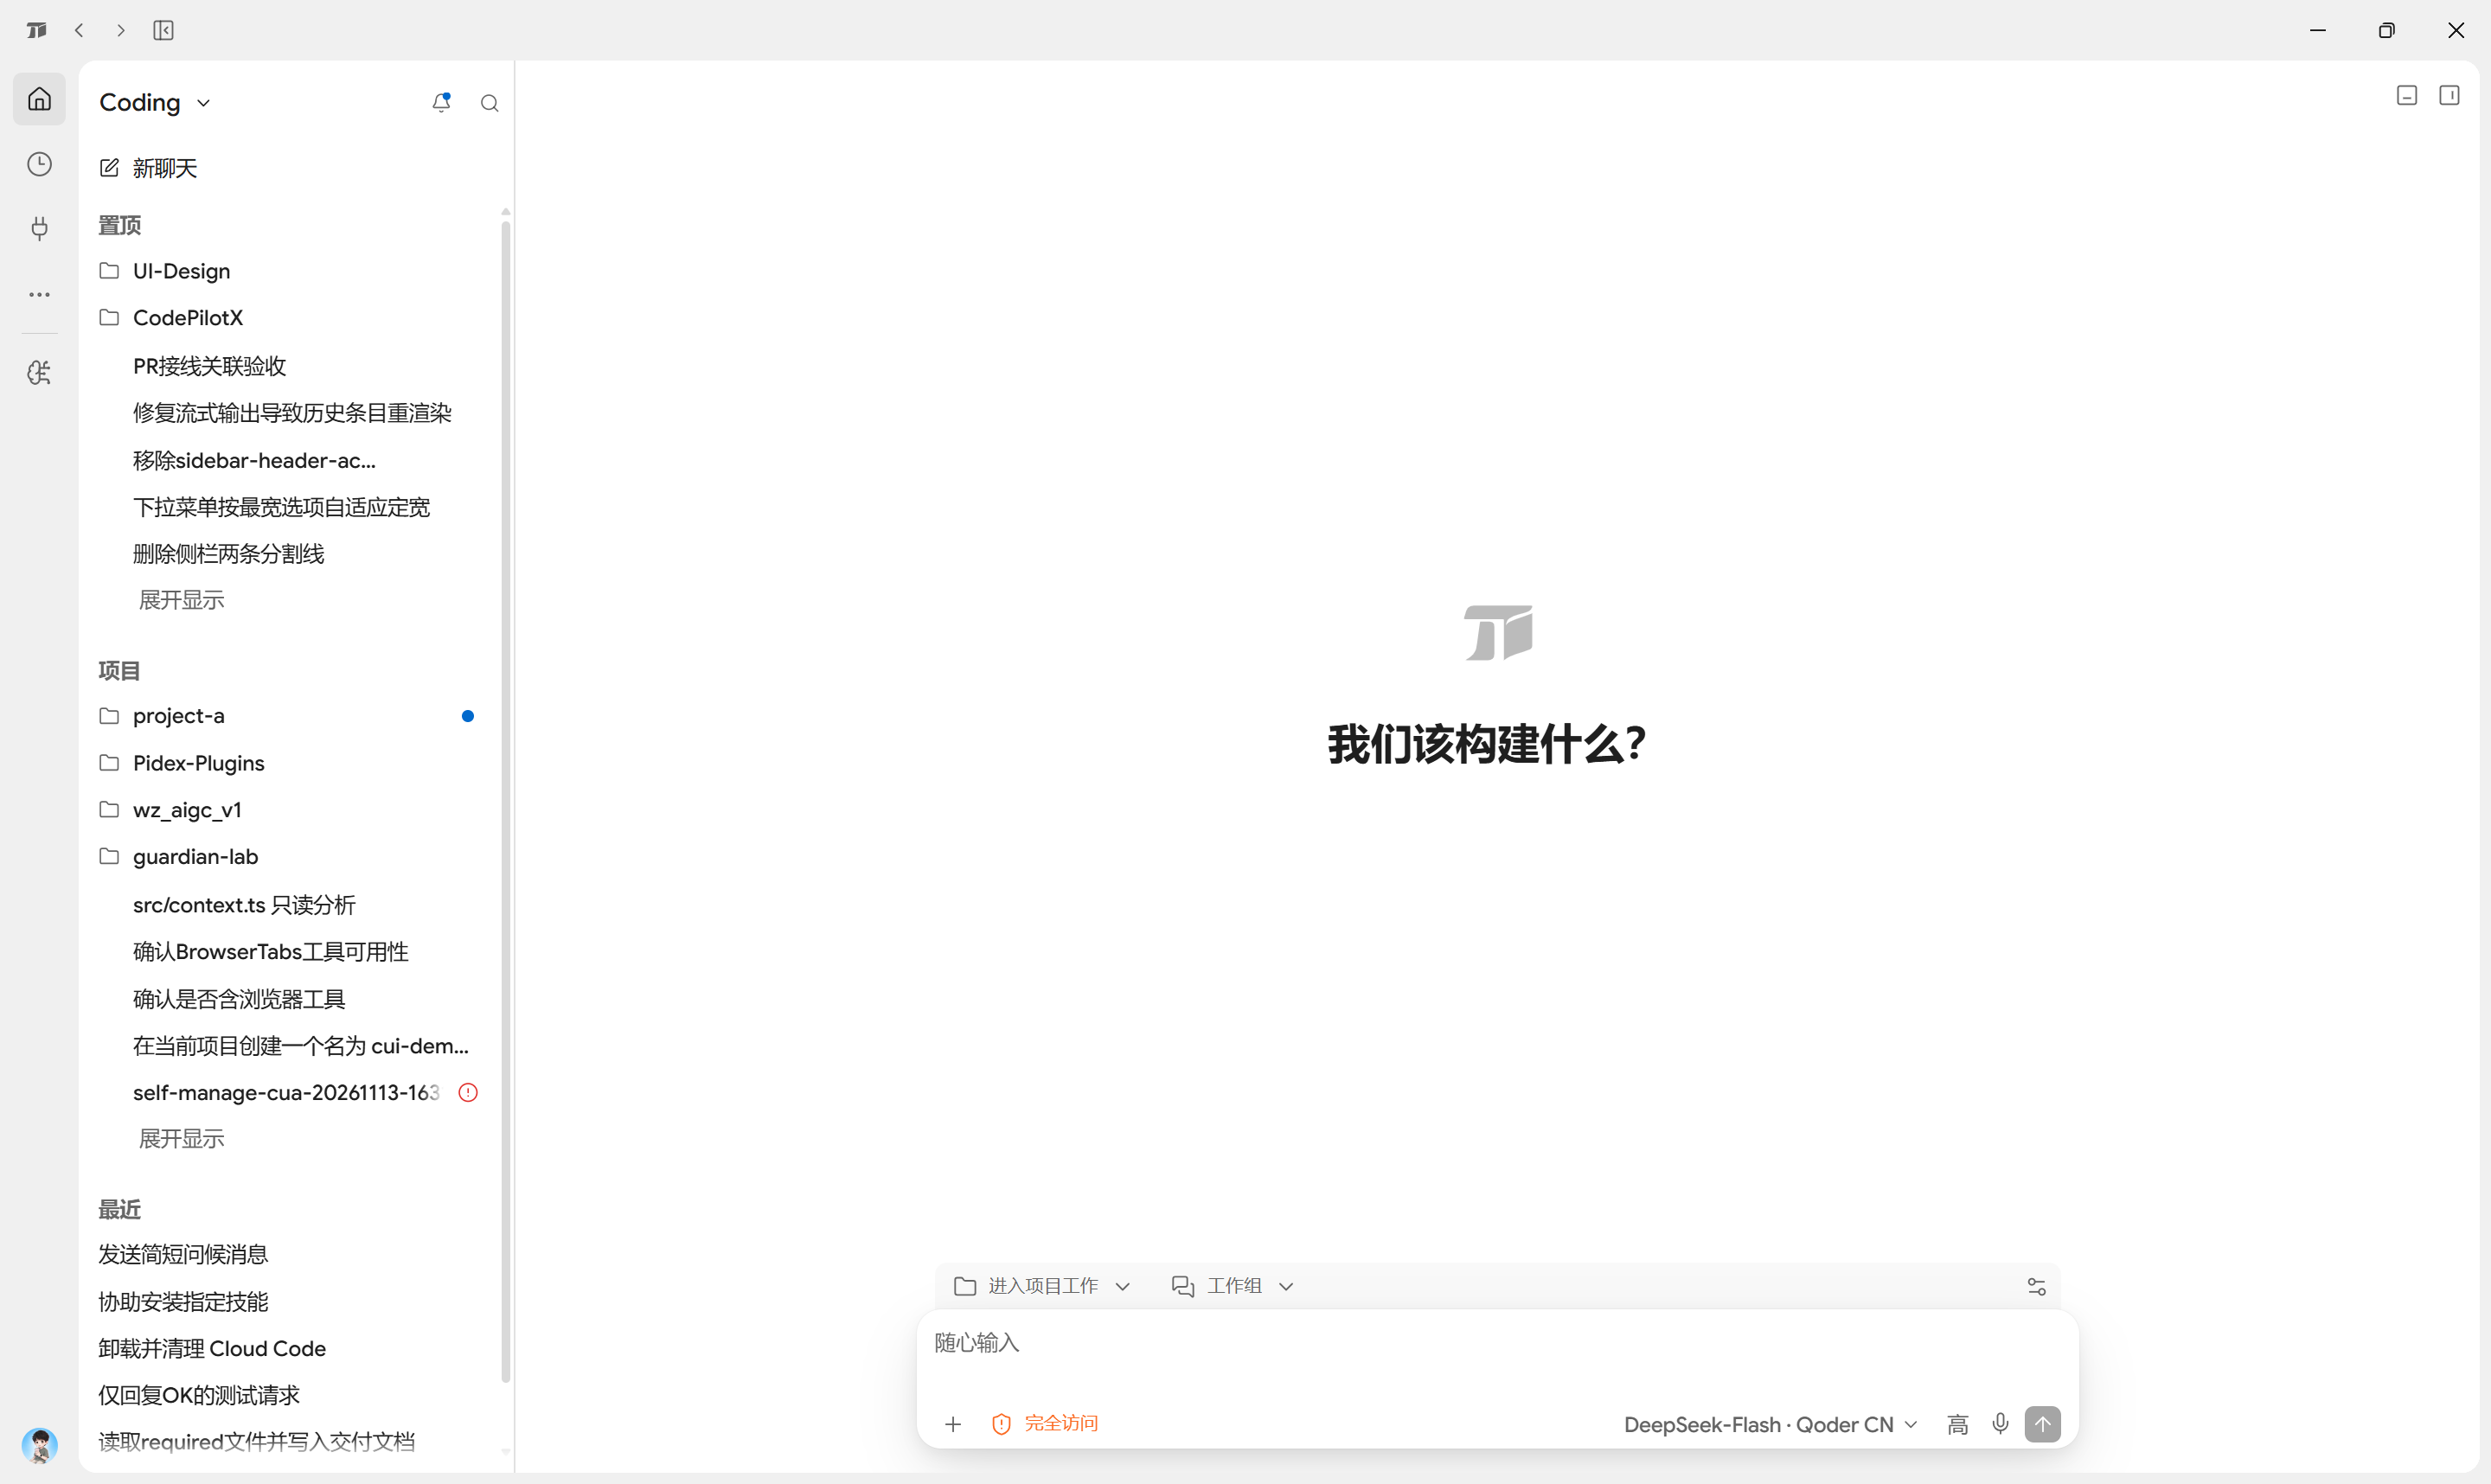 Coding
新聊天
置顶
UI-Design
CodePilotX
PR接线关联验收
修复流式输出导致历史条目重渲染
移除sidebar-header-ac...
下拉菜单按最宽选项自适应定宽
删除侧栏两条分割线
展开显示
项目
project-a
Pidex-Plugins
wz_aigc_v1
guardian-lab
src/context.ts 只读分析
确认BrowserTabs工具可用性
确认是否含浏览器工具
在当前项目创建一个名为 cui-dem...
self-manage-cua-20261113-163
展开显示
最近
发送简短问候消息
协助安装指定技能
卸载并清理 Cloud Code
仅回复OK的测试请求
读取required文件并写入交付文档
我们该构建什么？
进入项目工作
工作组
随心输入
完全访问
DeepSeek-Flash · Qoder CN
高